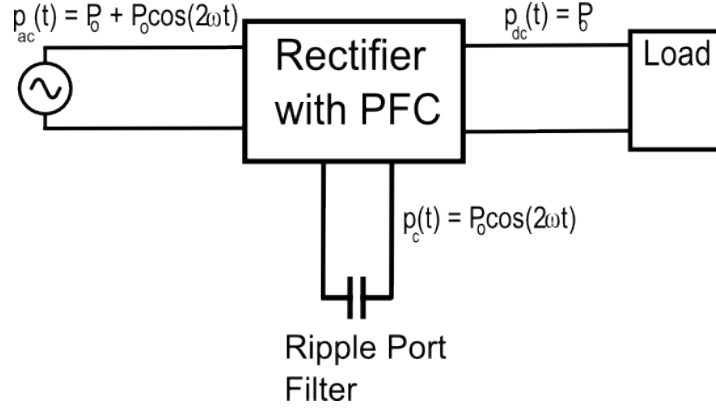 p_ac(t) = P_o + P_o cos(2ωt)
p_dc(t) = P_o
Rectifier
with PFC
Load
p_c(t) = P_o cos(2ωt)
Ripple Port
Filter